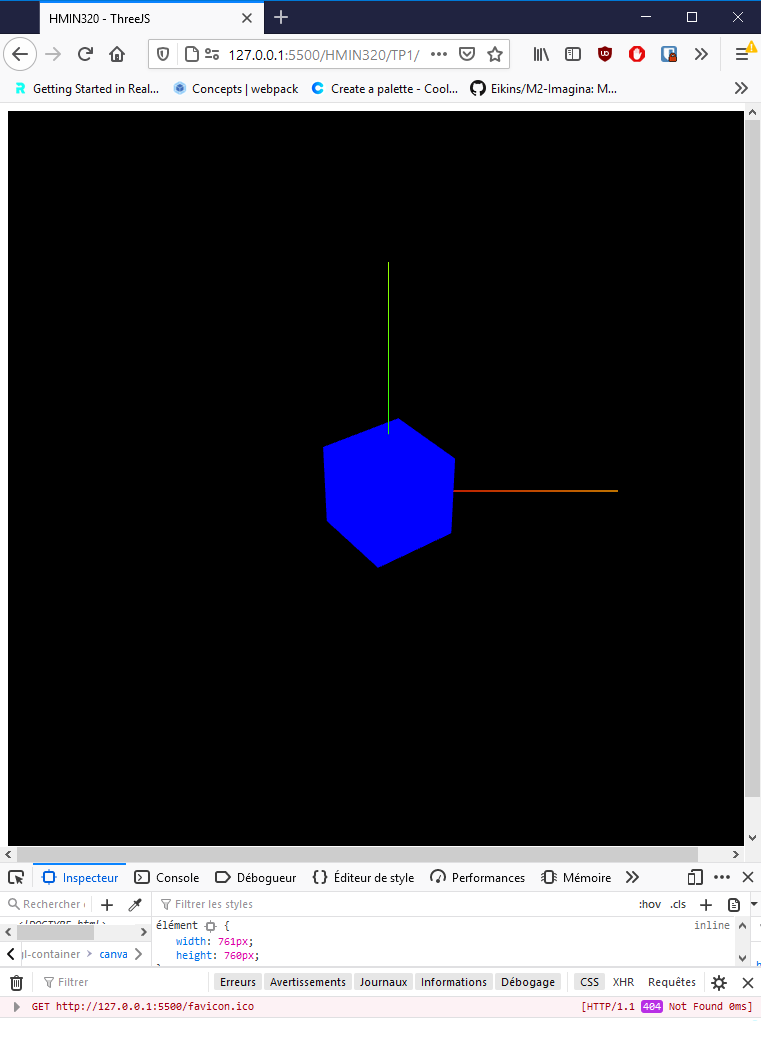 HMIN320 - ThreeJS
127.0.0.1:5500/HMIN320/TP1/
Getting Started in Real... Concepts | webpack Create a palette - Cool... Eikins/M2-Imagina: M...
Inspecteur Console Débogueur Éditeur de style Performances Mémoire
Rechercher Filtrer les styles :hov .cls
élément { inline
width: 761px;
gl-container > canva height: 760px;
Filtrer Erreurs Avertissements Journaux Informations Débogage CSS XHR Requêtes
GET http://127.0.0.1:5500/favicon.ico [HTTP/1.1 404 Not Found 0ms]